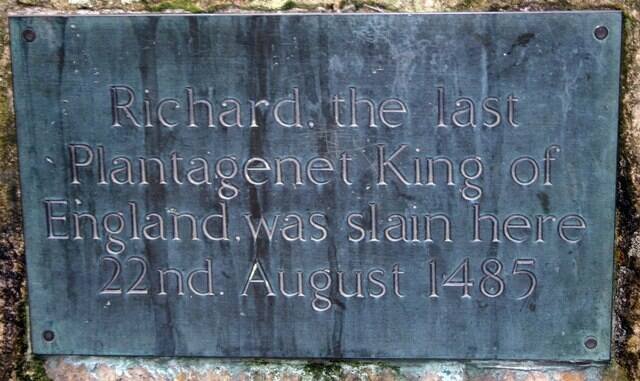 Richard, the last
Plantagenet King of
England, was slain here
22nd. August 1485